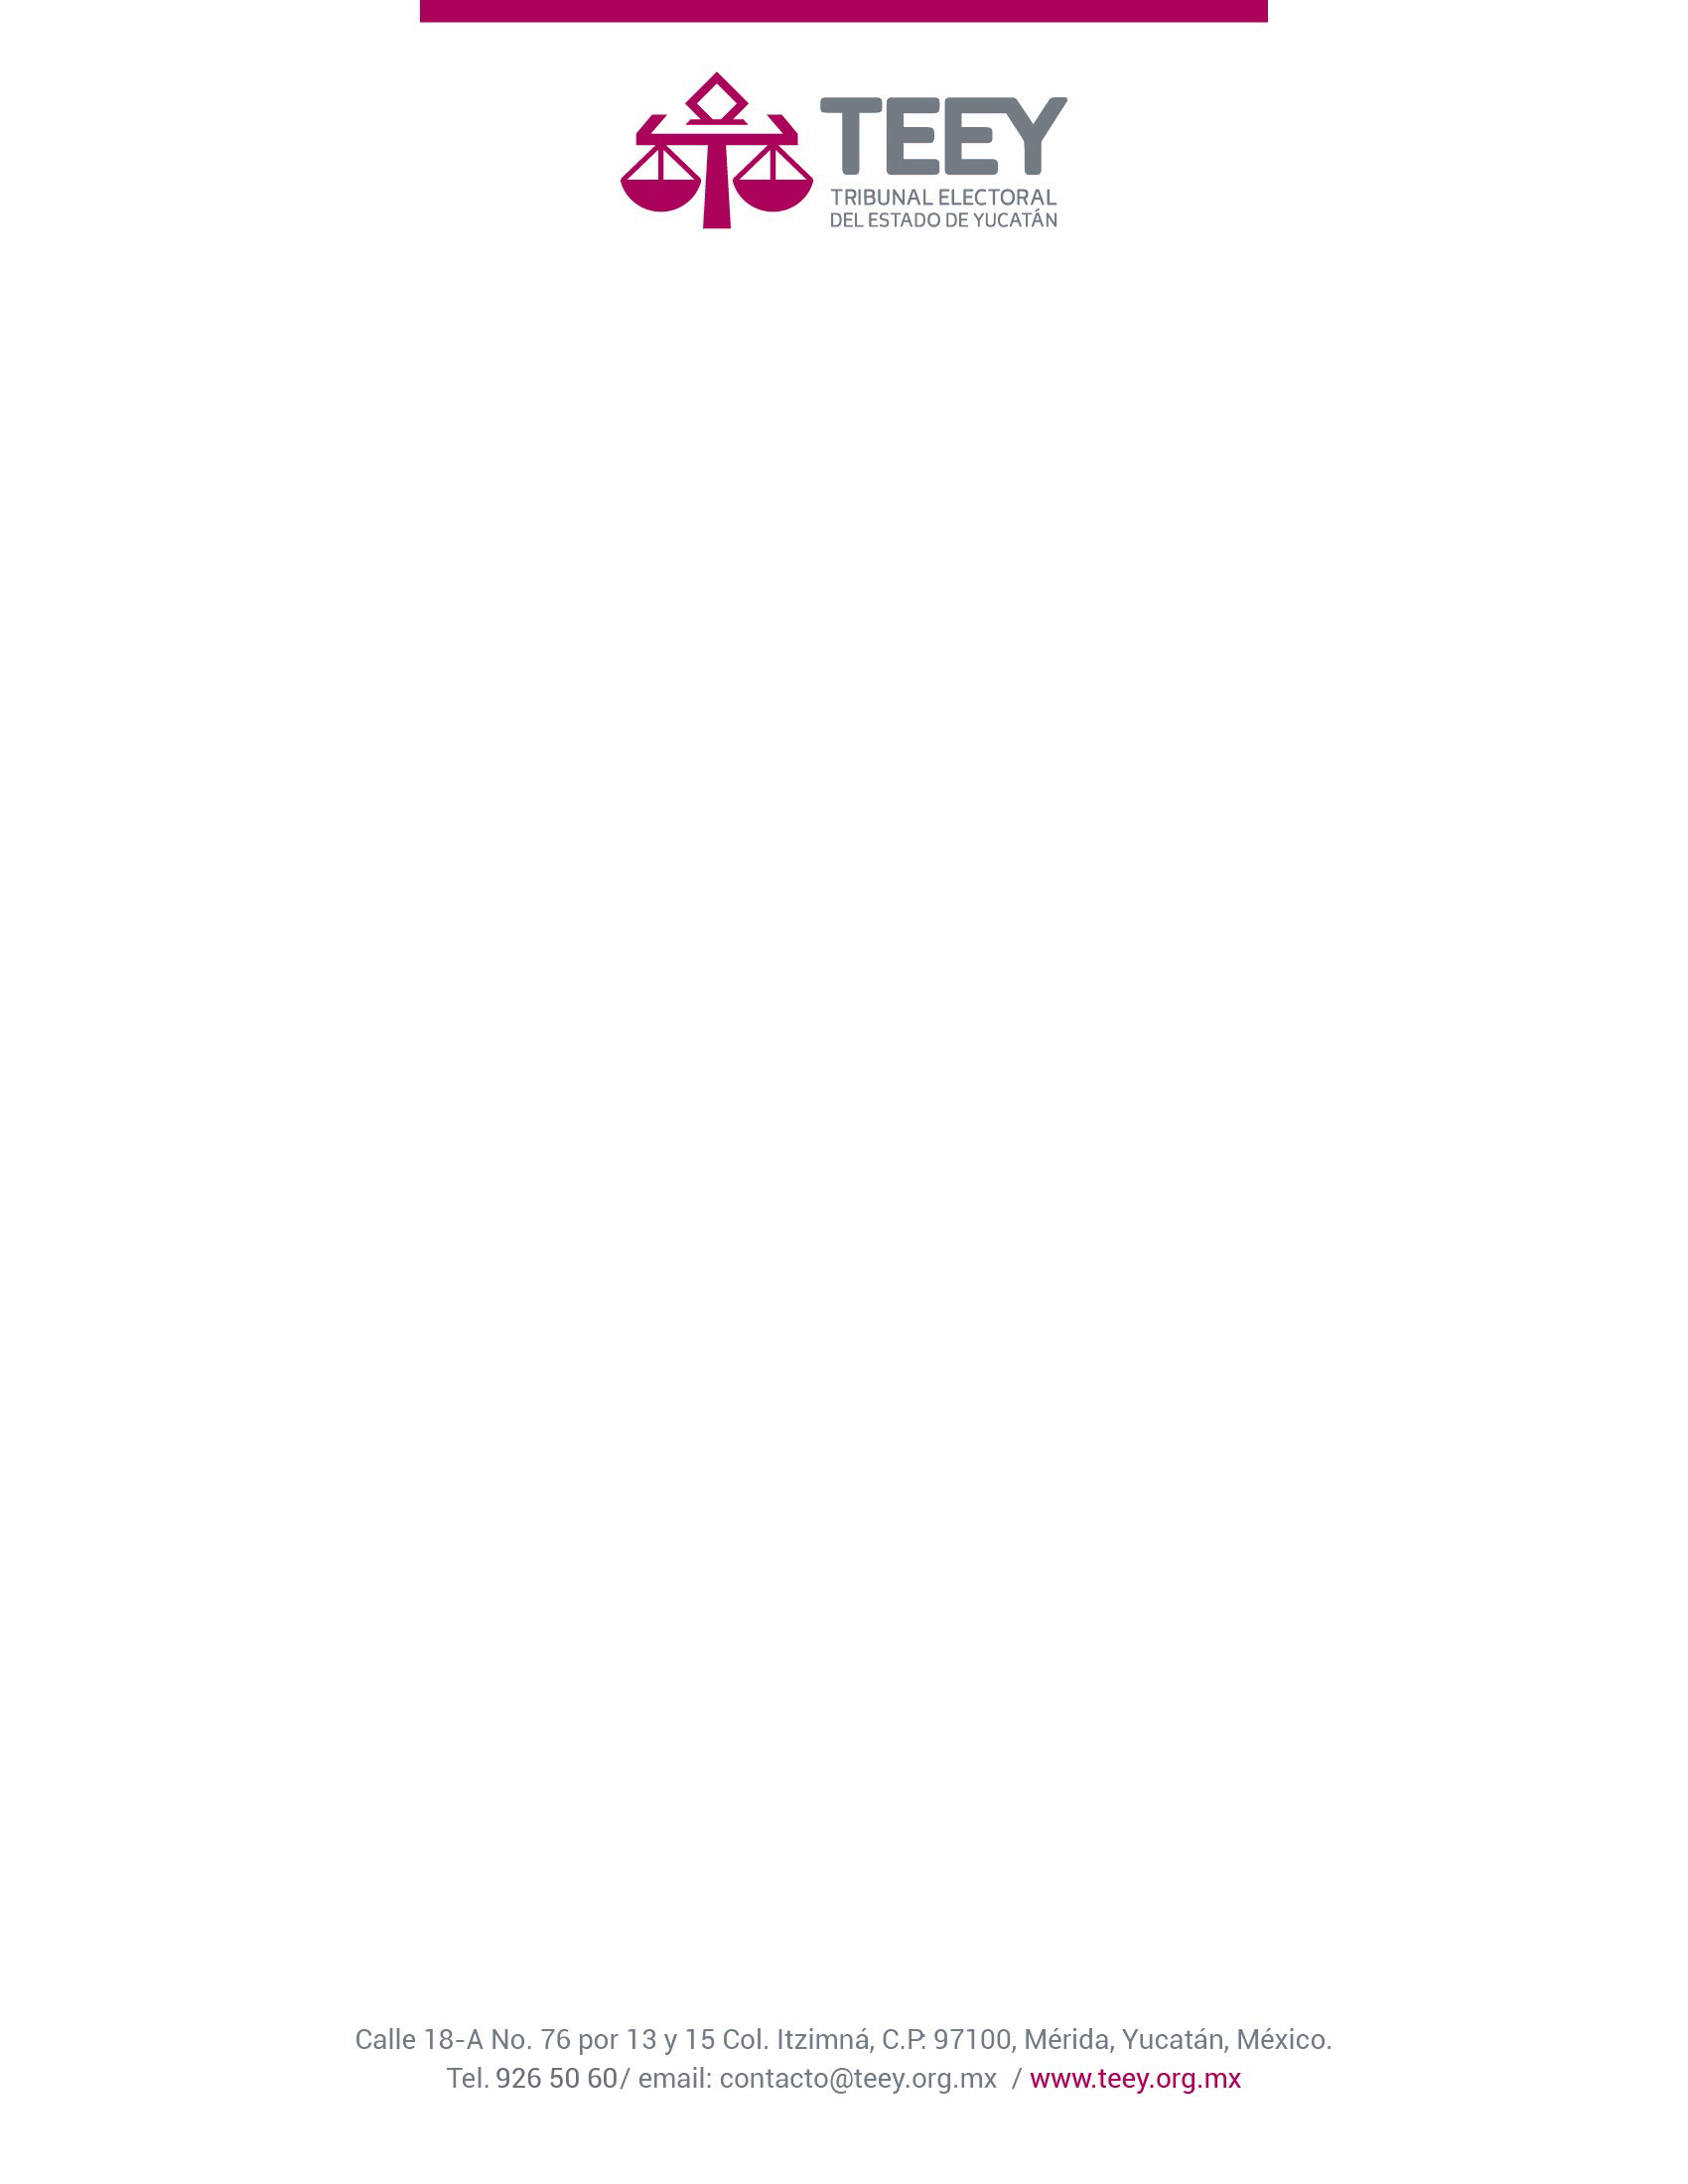 TEEY
TRIBUNAL ELECTORAL
DEL ESTADO DE YUCATÁN
Calle 18-A No. 76 por 13 y 15 Col. Itzimná, C.P. 97100, Mérida, Yucatán, México.
Tel. 926 50 60/ email: contacto@teey.org.mx / www.teey.org.mx